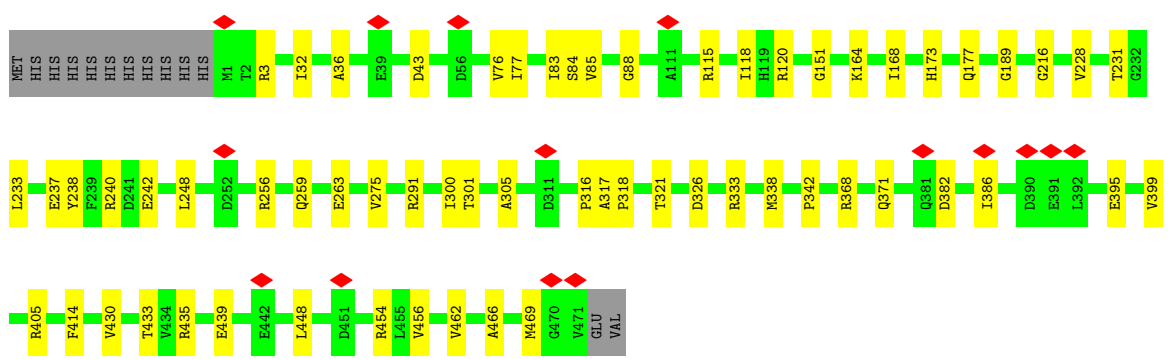 MET HIS HIS HIS HIS HIS HIS HIS HIS HIS M1 T2 R3 I32 A36 E39 D43 D56 V76 I77 I83 S84 V85 G88 A111 R115 I118 H119 R120 G151 K164 I168 H173 Q177 G189 G216 V228 T231 G232
L233 E237 Y238 F239 R240 D241 E242 L248 D252 R256 Q259 E263 V275 R291 I300 T301 A305 D311 P316 A317 P318 T321 D326 R333 M338 P342 R368 Q371 Q381 D382 I386 D390 E391 L392 E395 V399
R405 F414 V430 T433 V434 R435 E439 E442 L448 D451 R454 L455 V456 V462 A466 M469 G470 V471 GLU VAL